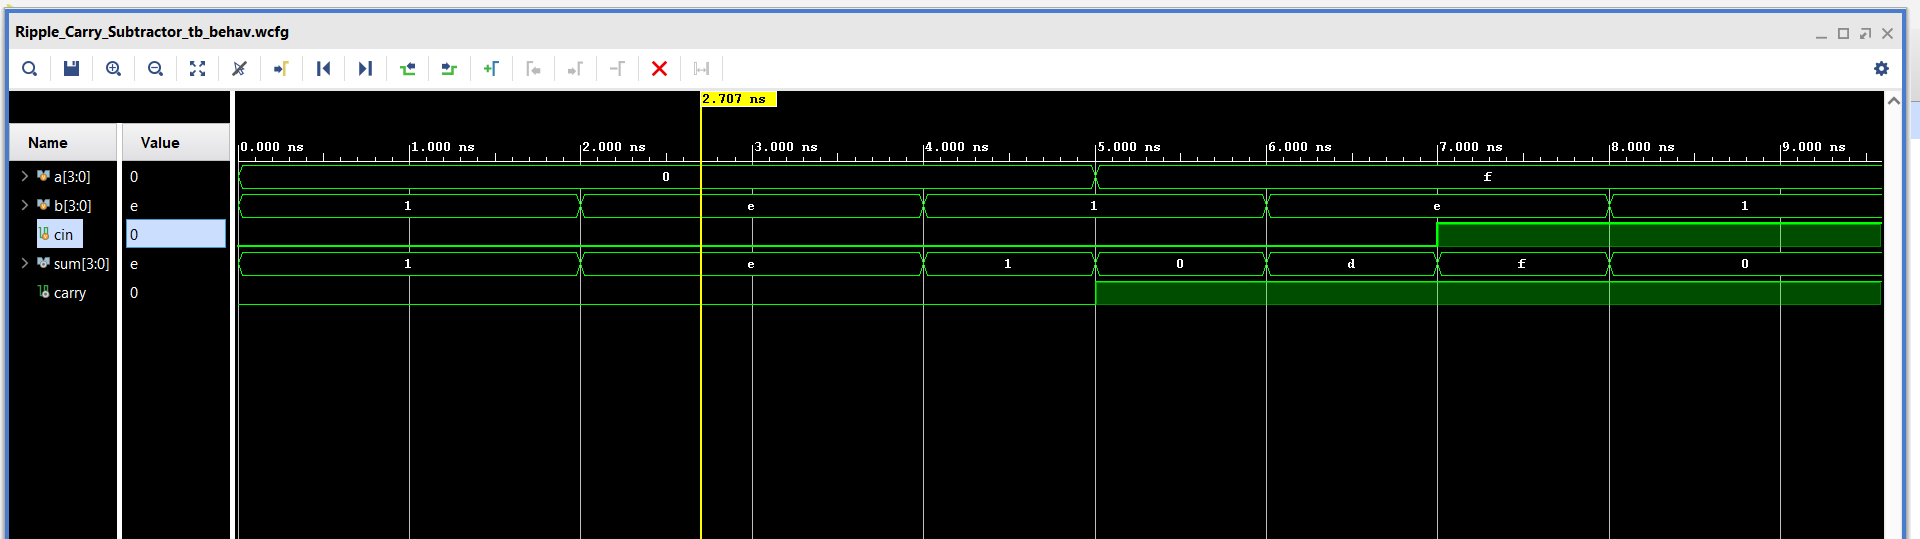 Ripple_Carry_Subtractor_tb_behav.wcfg
2.707 ns
Name Value
0.000 ns 1.000 ns 2.000 ns 3.000 ns 4.000 ns 5.000 ns 6.000 ns 7.000 ns 8.000 ns 9.000 ns
a[3:0] 0 0 f
b[3:0] e 1 e 1 e 1
cin 0
sum[3:0] e 1 e 1 0 d f 0
carry 0